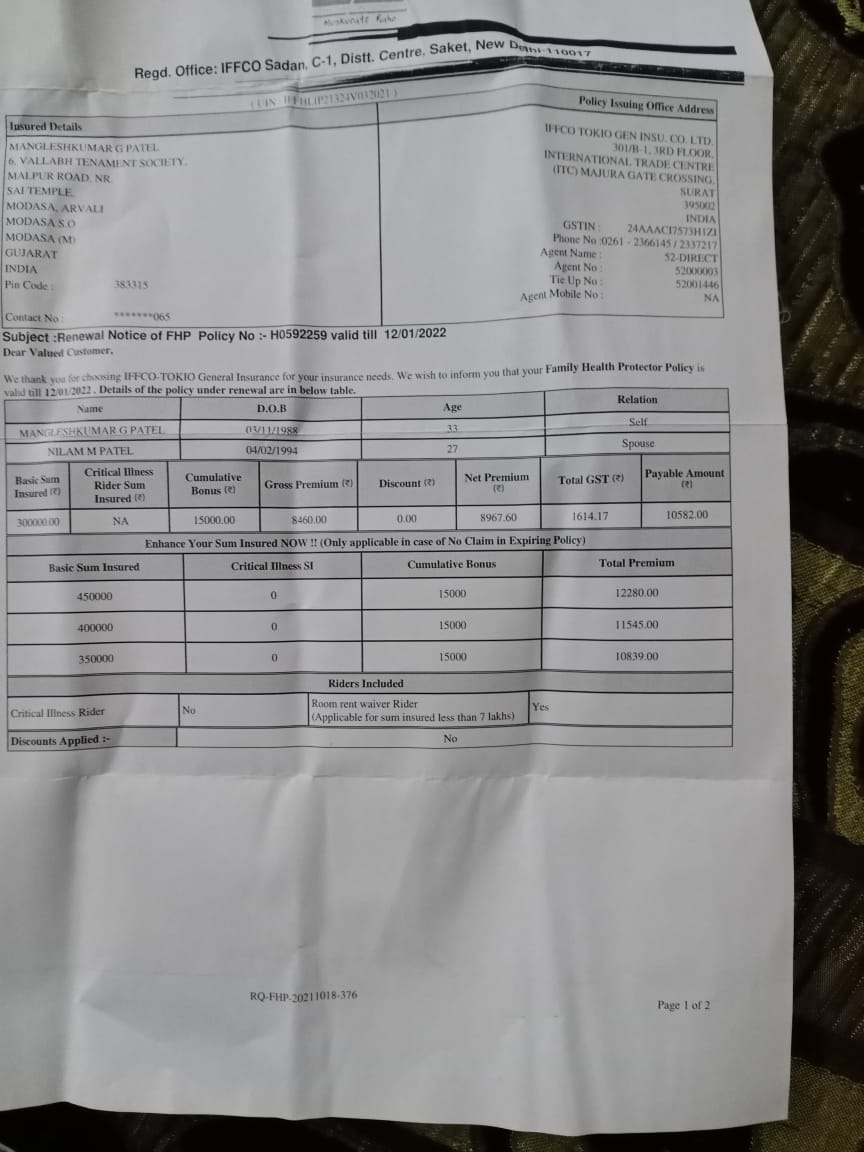 Muskurate Raho
Regd. Office: IFFCO Sadan, C-1, Distt. Centre, Saket, New Delhi-110017
Insured Details
MANGLESHKUMAR G PATEL
6, VALLABH TENAMENT SOCIETY,
MALPUR ROAD, NR.
SAI TEMPLE,
MODASA, ARVALI
MODASA S.O
MODASA (M)
GUJARAT
INDIA
Pin Code : 383315
Contact No : *******065
Policy Issuing Office Address
IFFCO TOKIO GEN INSU. CO. LTD.
301/B-1, 3RD FLOOR,
INTERNATIONAL TRADE CENTRE
(ITC) MAJURA GATE CROSSING,
SURAT
395002
INDIA
GSTIN : 24AAACI7573H1ZI
Phone No :0261 - 2366145 / 2337217
Agent Name : 52-DIRECT
Agent No : 52000003
Tie Up No : 52001446
Agent Mobile No : NA
Subject :Renewal Notice of FHP Policy No :- H0592259 valid till 12/01/2022
Dear Valued Customer,
We thank you for choosing IFFCO-TOKIO General Insurance for your insurance needs. We wish to inform you that your Family Health Protector Policy is
valid till 12/01/2022 . Details of the policy under renewal are in below table.
Name D.O.B Age Relation
MANGLESHKUMAR G PATEL 03/11/1988 33 Self
NILAM M PATEL 04/02/1994 27 Spouse
Basic Sum Insured (₹) Critical Illness Rider Sum Insured (₹) Cumulative Bonus (₹) Gross Premium (₹) Discount (₹) Net Premium (₹) Total GST (₹) Payable Amount (₹)
300000.00 NA 15000.00 8460.00 0.00 8967.60 1614.17 10582.00
Enhance Your Sum Insured NOW !! (Only applicable in case of No Claim in Expiring Policy)
Basic Sum Insured Critical Illness SI Cumulative Bonus Total Premium
450000 0 15000 12280.00
400000 0 15000 11545.00
350000 0 15000 10839.00
Riders Included
Critical Illness Rider No Room rent waiver Rider (Applicable for sum insured less than 7 lakhs) Yes
Discounts Applied :- No
RQ-FHP-20211018-376
Page 1 of 2